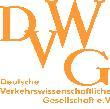 DVWG
Deutsche
Verkehrswissenschaftliche
Gesellschaft e.V